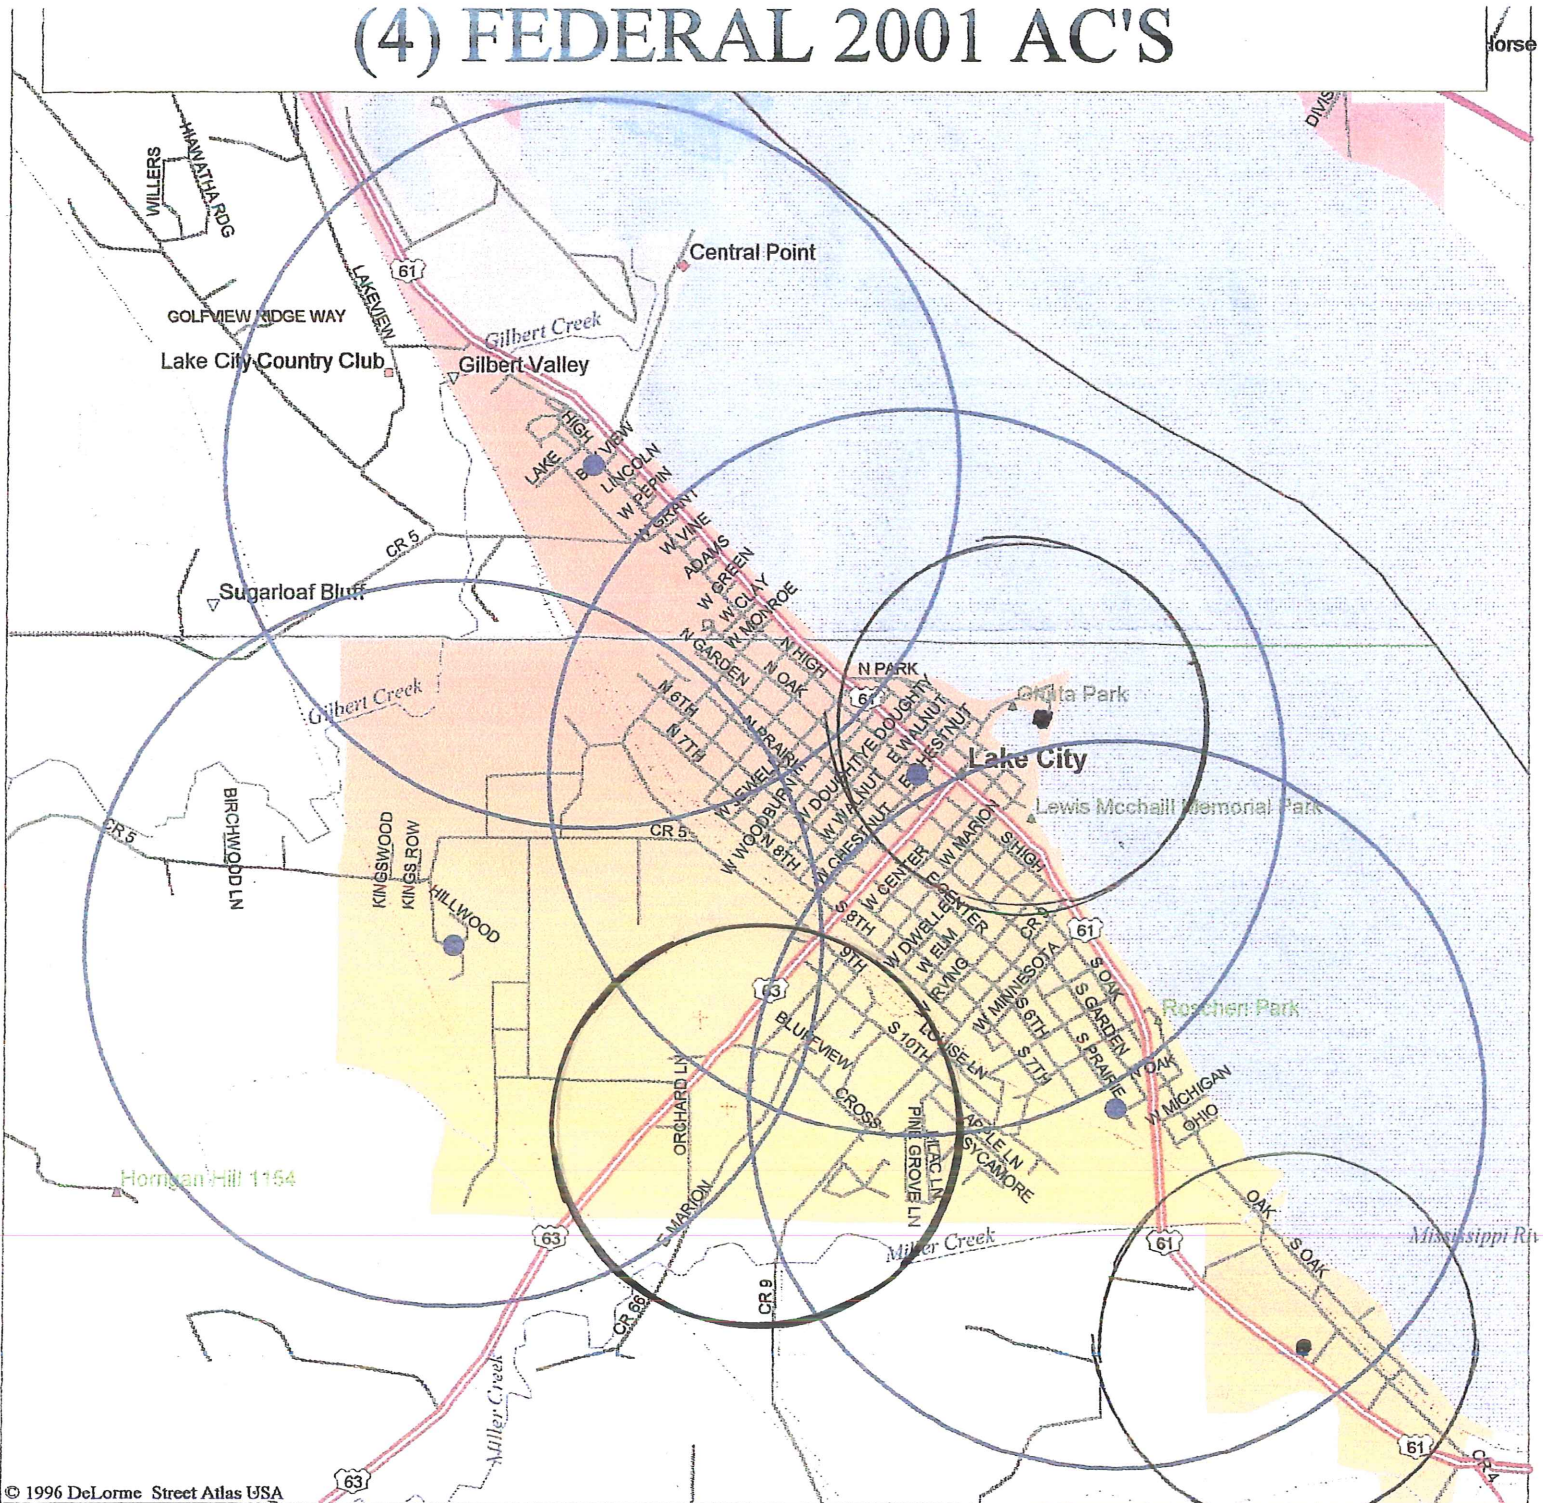 (4) FEDERAL 2001 AC'S
DIVIS
WILLERS
HIAWATHA RDG
61
Central Point
LAKEVIEW
GOLFVIEW RIDGE WAY
Gilbert Creek
Lake City Country Club
Gilbert Valley
HIGH
VIEW
LAKE
LINCOLN
W PEPIN
W GRANT
W VINE
CR 5
ADAMS
W GREEN
W CLAY
W MONROE
Sugarloaf Bluff
N GARDEN
N HIGH
N OAK
N PARK
61
Gilbert Creek
N 6TH
N 7TH
N PRAIRIE
W DOUGHTY
E DOUGHTY
E WALNUT
E CHESTNUT
Lake City
W JEWELL
W WOODBURN
W WALNUT
W CHESTNUT
Lewis Mcchaill Memorial Park
BIRCHWOOD LN
CR 5
KINGSWOOD
KINGS ROW
CR 5
N 8TH
W MARION
S HIGH
W CENTER
E CENTER
HILLWOOD
S 8TH
W DWELLE
W ELM
IRVING
61
9TH
63
W MINNESOTA
S OAK
S GARDEN
Roschen Park
BLUFFVIEW
S 10TH
LOUISE LN
S 6TH
S 7TH
S PRAIRIE
N OAK
W MICHIGAN
OHIO
ORCHARD LN
CROSS
PINE GROVE LN
LILAC LN
APPLE LN
SYCAMORE
Horrigan Hill 1154
E MARION
OAK
S OAK
63
Miller Creek
61
Mississippi Riv
CR 66
CR 9
Miller Creek
61
CR 4
63
© 1996 DeLorme Street Atlas USA